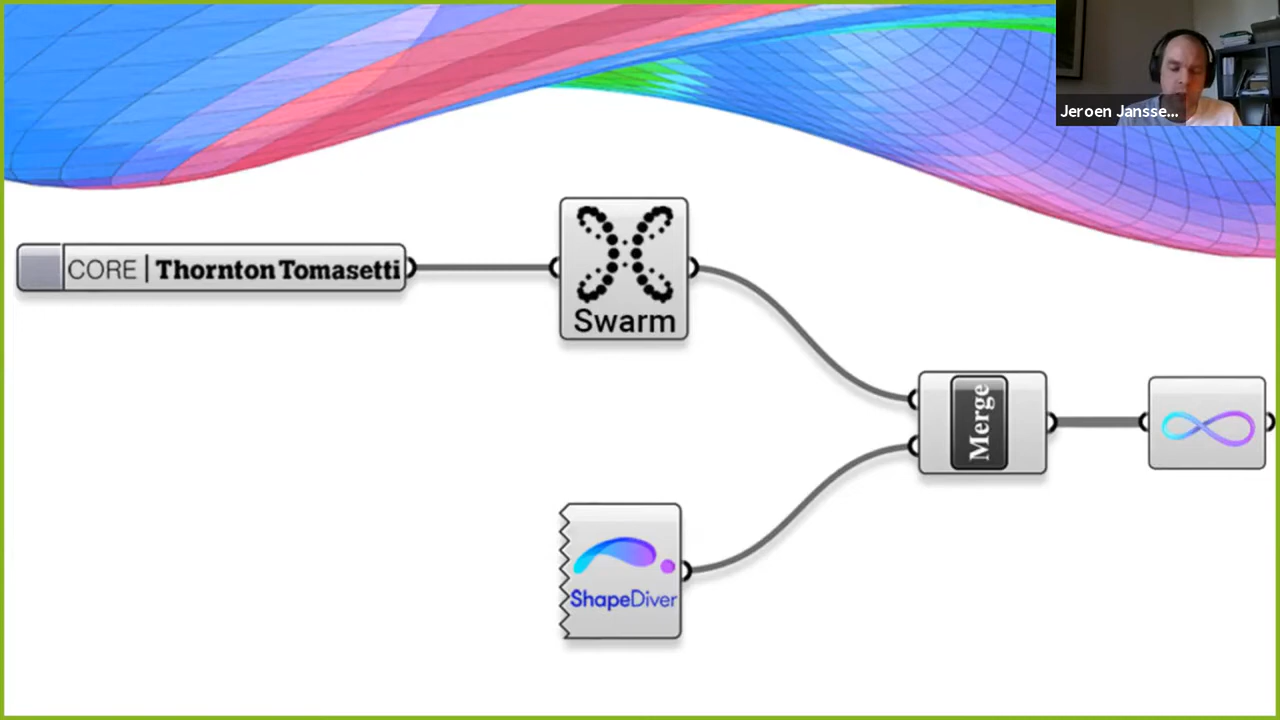 Jeroen Jansse...
CORE | Thornton Tomasetti
Swarm
Merge
ShapeDiver